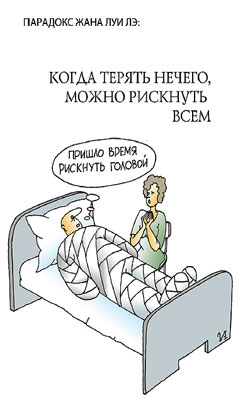 ПАРАДОКС ЖАНА ЛУИ ЛЭ:
КОГДА ТЕРЯТЬ НЕЧЕГО,
МОЖНО РИСКНУТЬ
ВСЕМ
ПРИШЛО ВРЕМЯ
РИСКНУТЬ ГОЛОВОЙ